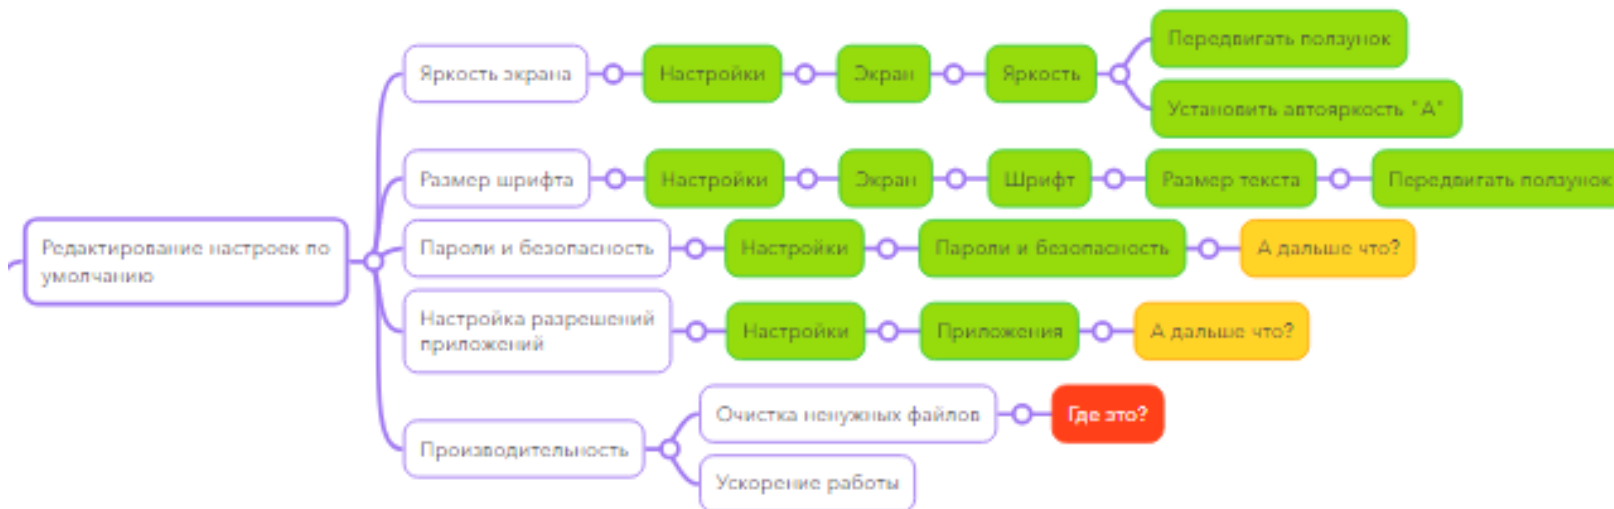 Передвигать ползунок
Яркость экрана
Настройки
Экран
Яркость
Установить автояркость "А"
Размер шрифта
Настройки
Экран
Шрифт
Размер текста
Передвигать ползунок
Редактирование настроек по
умолчанию
Пароли и безопасность
Настройки
Пароли и безопасность
А дальше что?
Настройка разрешений
приложений
Настройки
Приложения
А дальше что?
Производительность
Очистка ненужных файлов
Где это?
Ускорение работы